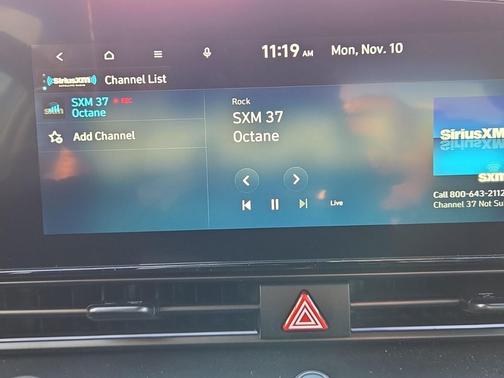 11:19 AM Mon, Nov. 10
SiriusXM Channel List
SXM 37 REC
Octane
Add Channel
Rock
SXM 37
Octane
Live
SiriusXM
sxm
Call 800-643-2112
Channel 37 Not Su